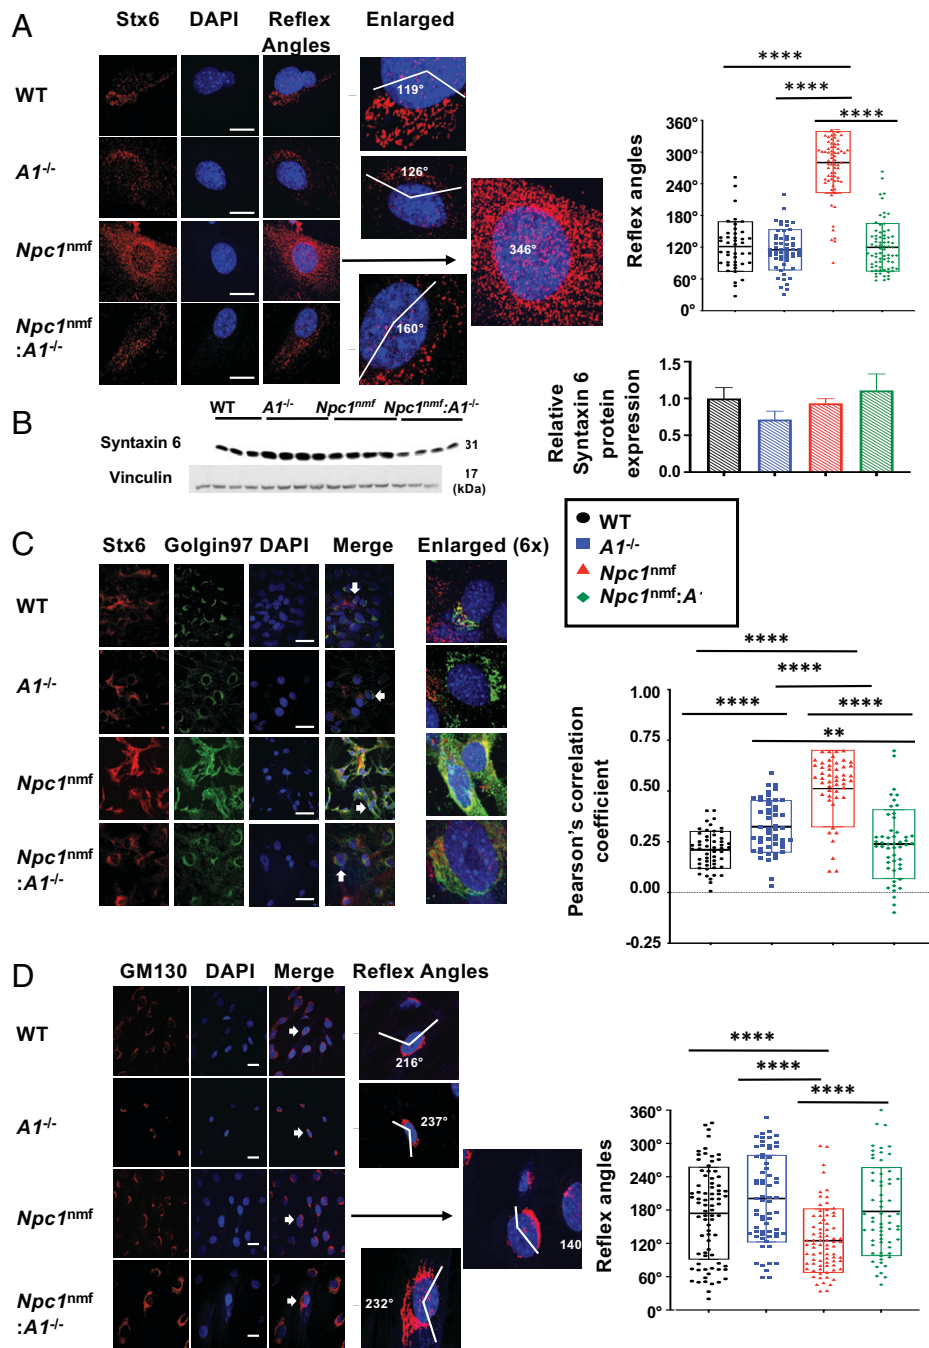 A
Stx6 DAPI Reflex Angles Enlarged
WT
119°
A1-/-
126°
Npc1nmf
346°
Npc1nmf
:A1-/-
160°
****
****
****
Reflex angles
360°
300°
240°
180°
120°
60°
0°
B
WT A1-/- Npc1nmf Npc1nmf:A1-/-
Syntaxin 6
31
Vinculin
17
(kDa)
Relative
Syntaxin 6
protein
expression
1.5
1.0
0.5
0.0
WT
A1-/-
Npc1nmf
Npc1nmf:A
C
Stx6 Golgin97 DAPI Merge Enlarged (6x)
WT
A1-/-
Npc1nmf
Npc1nmf
:A1-/-
****
****
**** ****
**
Pearson's correlation
coefficient
1.00
0.75
0.50
0.25
0.00
-0.25
D
GM130 DAPI Merge Reflex Angles
WT
216°
A1-/-
237°
Npc1nmf
140
Npc1nmf
:A1-/-
232°
****
****
****
Reflex angles
360°
300°
240°
180°
120°
60°
0°